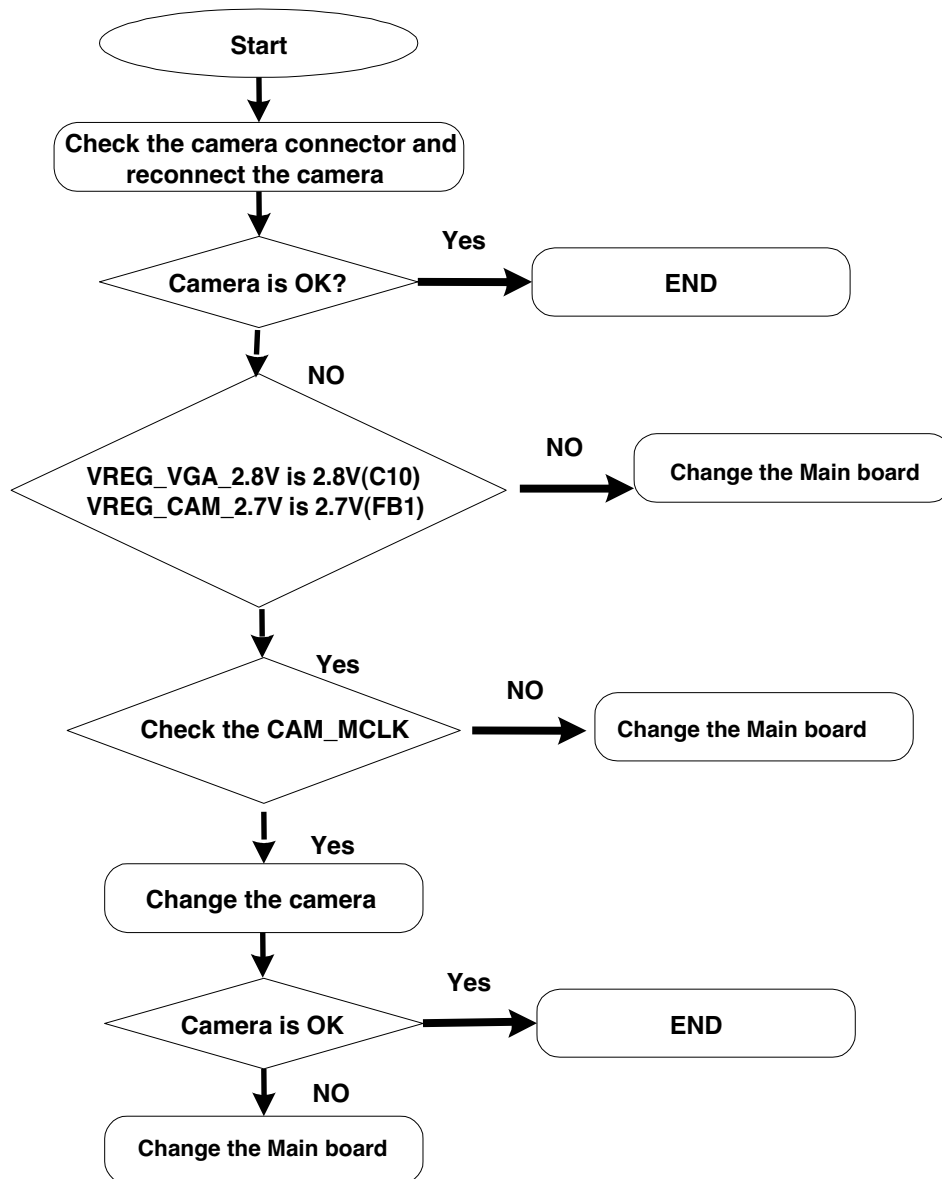 Start
Check the camera connector and
reconnect the camera
Yes
Camera is OK?
END
NO
NO
VREG_VGA_2.8V is 2.8V(C10)
VREG_CAM_2.7V is 2.7V(FB1)
Change the Main board
Yes
NO
Check the CAM_MCLK
Change the Main board
Yes
Change the camera
Yes
Camera is OK
END
NO
Change the Main board